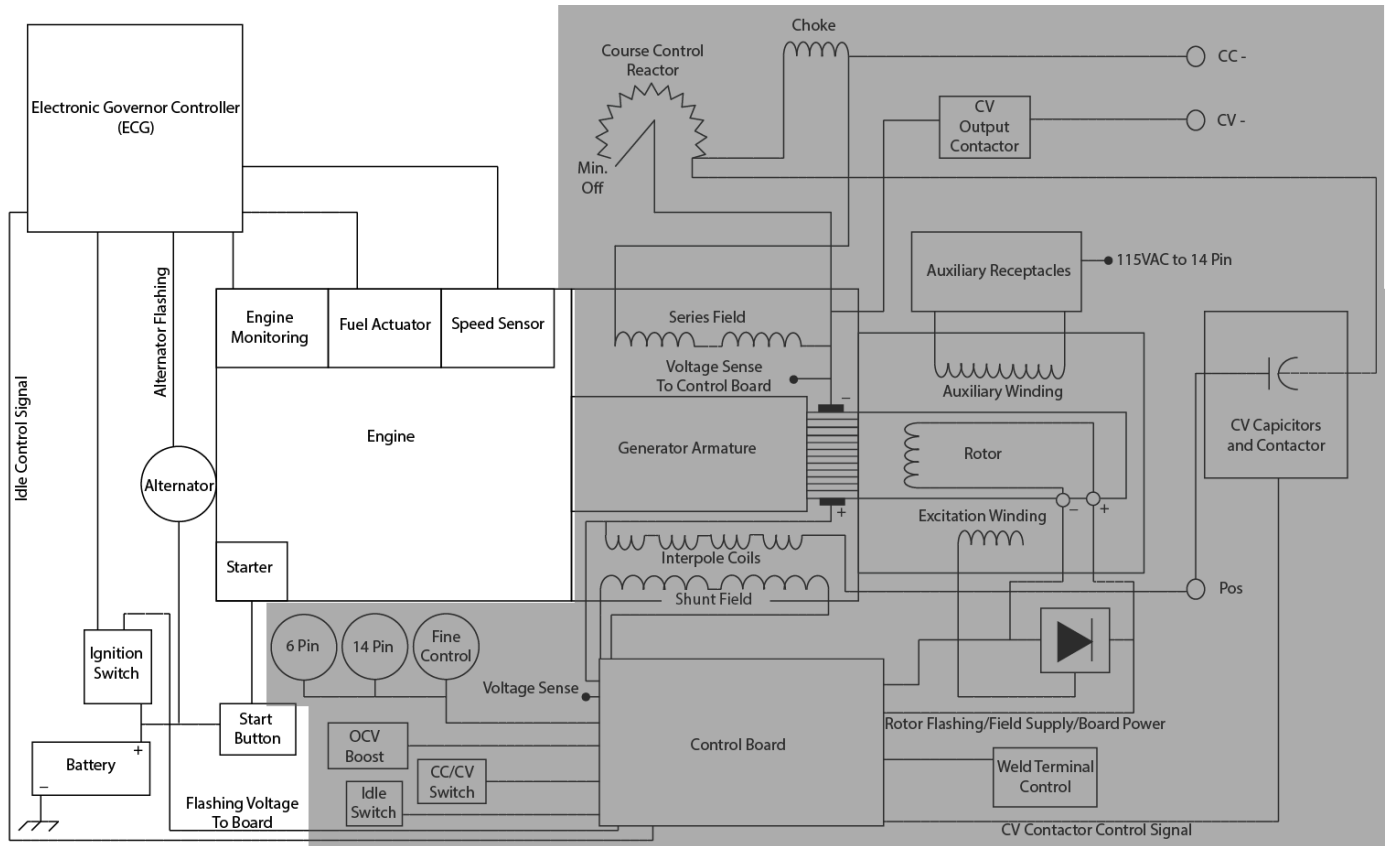 Choke
Course Control
Reactor
CC -
Electronic Governor Controller
(ECG)
CV
Output
Contactor
CV -
Min.
Off
Auxiliary Receptacles
115VAC to 14 Pin
Alternator Flashing
Engine
Monitoring
Fuel Actuator
Speed Sensor
Series Field
Voltage Sense
To Control Board
Auxiliary Winding
–
Idle Control Signal
Engine
Generator Armature
Rotor
CV Capicitors
and Contactor
Alternator
–
+
+
Excitation Winding
Interpole Coils
Starter
Shunt Field
Pos
6 Pin
14 Pin
Fine
Control
Ignition
Switch
Voltage Sense
Start
Button
Rotor Flashing/Field Supply/Board Power
OCV
Boost
Control Board
+
Battery
–
CC/CV
Switch
Weld Terminal
Control
Idle
Switch
Flashing Voltage
To Board
CV Contactor Control Signal